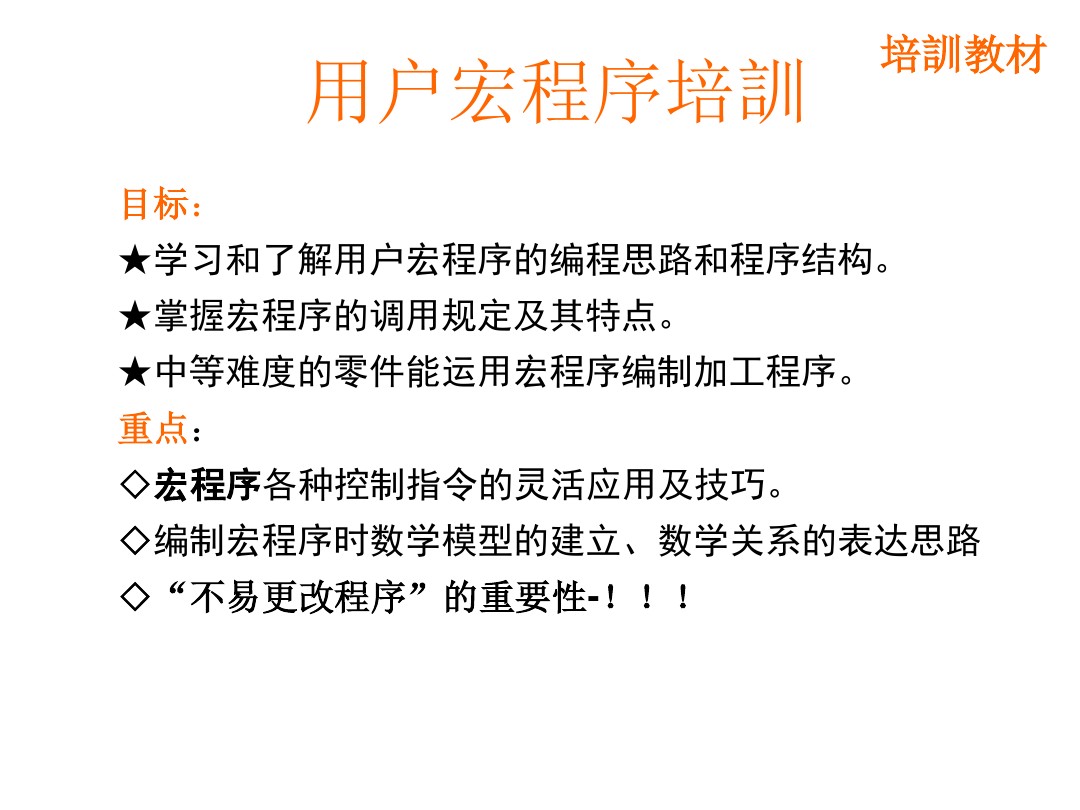 培訓教材
用户宏程序培訓
目标：
★学习和了解用户宏程序的编程思路和程序结构。
★掌握宏程序的调用规定及其特点。
★中等难度的零件能运用宏程序编制加工程序。
重点：
◇宏程序各种控制指令的灵活应用及技巧。
◇编制宏程序时数学模型的建立、数学关系的表达思路
◇“不易更改程序”的重要性-！！！